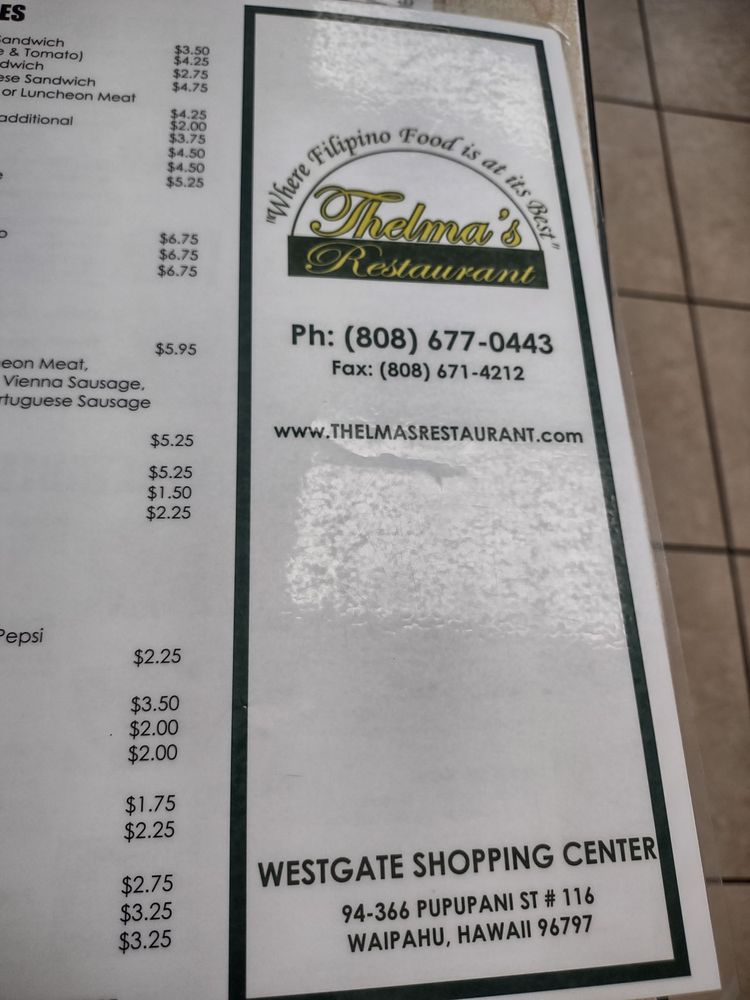 ES
Sandwich
e & Tomato) $3.50
dwich $4.25
ese Sandwich $2.75
or Luncheon Meat $4.75
$4.25
additional $2.00
$3.75
$4.50
$4.50
e $5.25
o $6.75
$6.75
$6.75
$5.95
eon Meat,
Vienna Sausage,
rtuguese Sausage
$5.25
$5.25
$1.50
$2.25
Pepsi
$2.25
$3.50
$2.00
$2.00
$1.75
$2.25
$2.75
$3.25
$3.25
"Where Filipino Food is at its Best"
Thelma's
Restaurant
Ph: (808) 677-0443
Fax: (808) 671-4212
www.THELMASRESTAURANT.com
WESTGATE SHOPPING CENTER
94-366 PUPUPANI ST # 116
WAIPAHU, HAWAII 96797